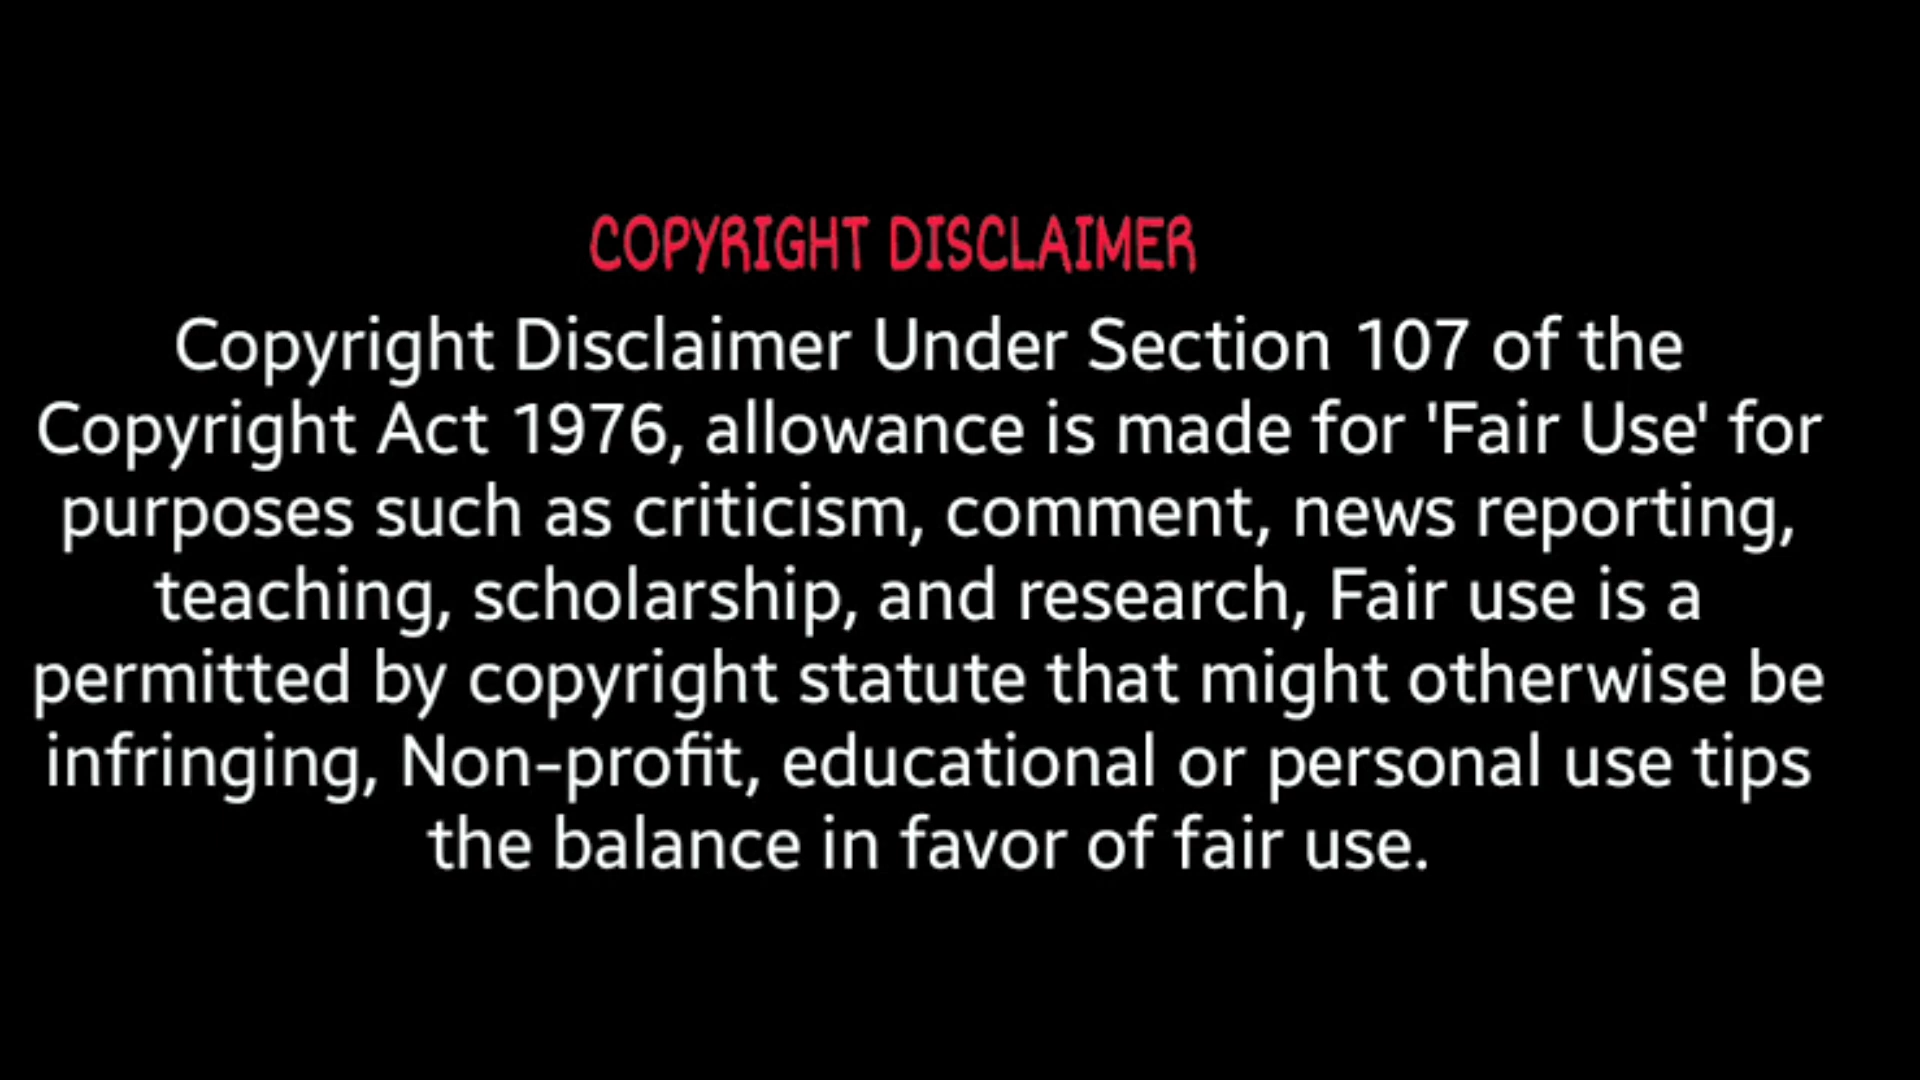 COPYRIGHT DISCLAIMER
Copyright Disclaimer Under Section 107 of the
Copyright Act 1976, allowance is made for 'Fair Use' for
purposes such as criticism, comment, news reporting,
teaching, scholarship, and research, Fair use is a
permitted by copyright statute that might otherwise be
infringing, Non-profit, educational or personal use tips
the balance in favor of fair use.